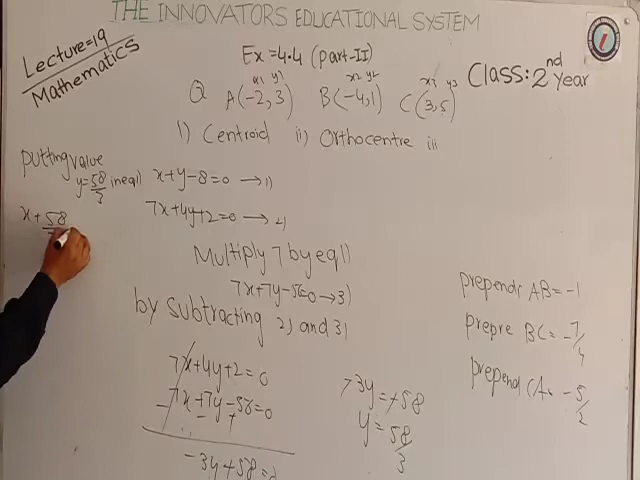 THE INNOVATORS EDUCATIONAL SYSTEM
Lecture=19
Mathematics
Ex=4.4 (part-II)
Class: 2nd Year
x1 y1 x2 y2 x3 y3
Q A(-2,3) B(-4,1) C(3,5)
1) Centroid ii) Orthocentre iii
putting value
y=58/3 in eq1)
x+y-8=0 →1)
x+58
7x+4y+2=0 → 2)
Multiply 7 by eq1)
7x+7y-56=0 →3)
by subtracting 2) and 3)
7x+4y+2=0
7x+7y-56=0
- - +
-3y+58=0
-3y=-58
y=58/3
prepends AB=-1
prepre BC=-7/4
prepend CA= -5/2